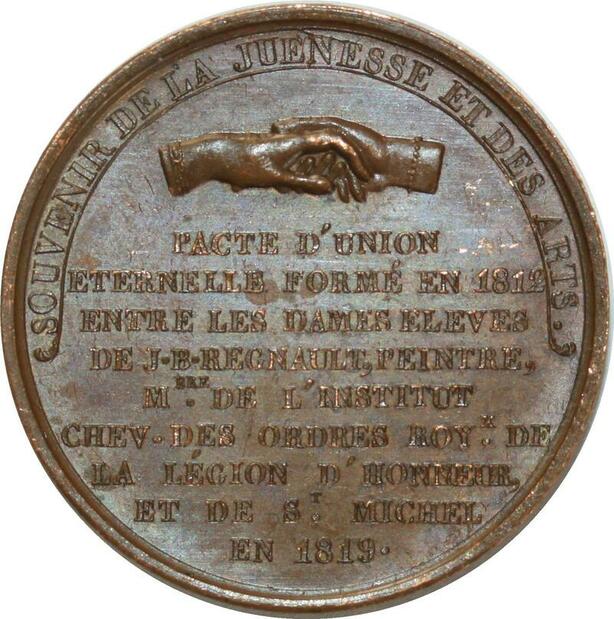 SOUVENIR DE LA JUENESSE ET DES ARTS.
PACTE D'UNION
ETERNELLE FORMÉ EN 1812
ENTRE LES DAMES ELEVES
DE J-B-REGNAULT, PEINTRE,
M.BRE DE L'INSTITUT
CHEV. DES ORDRES ROY.X DE
LA LÉGION D'HONNEUR,
ET DE S.T MICHEL
EN 1819.